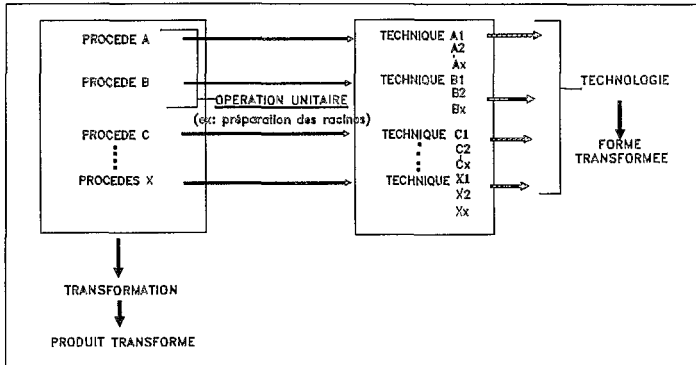 PROCEDE A
PROCEDE B
OPERATION UNITAIRE
(ex: préparation des racines)
PROCEDE C
PROCEDES X
TRANSFORMATION
PRODUIT TRANSFORME
TECHNIQUE A1
A2
Ax
TECHNIQUE B1
B2
Bx
TECHNIQUE C1
C2
Cx
TECHNIQUE X1
X2
Xx
TECHNOLOGIE
FORME
TRANSFORMEE